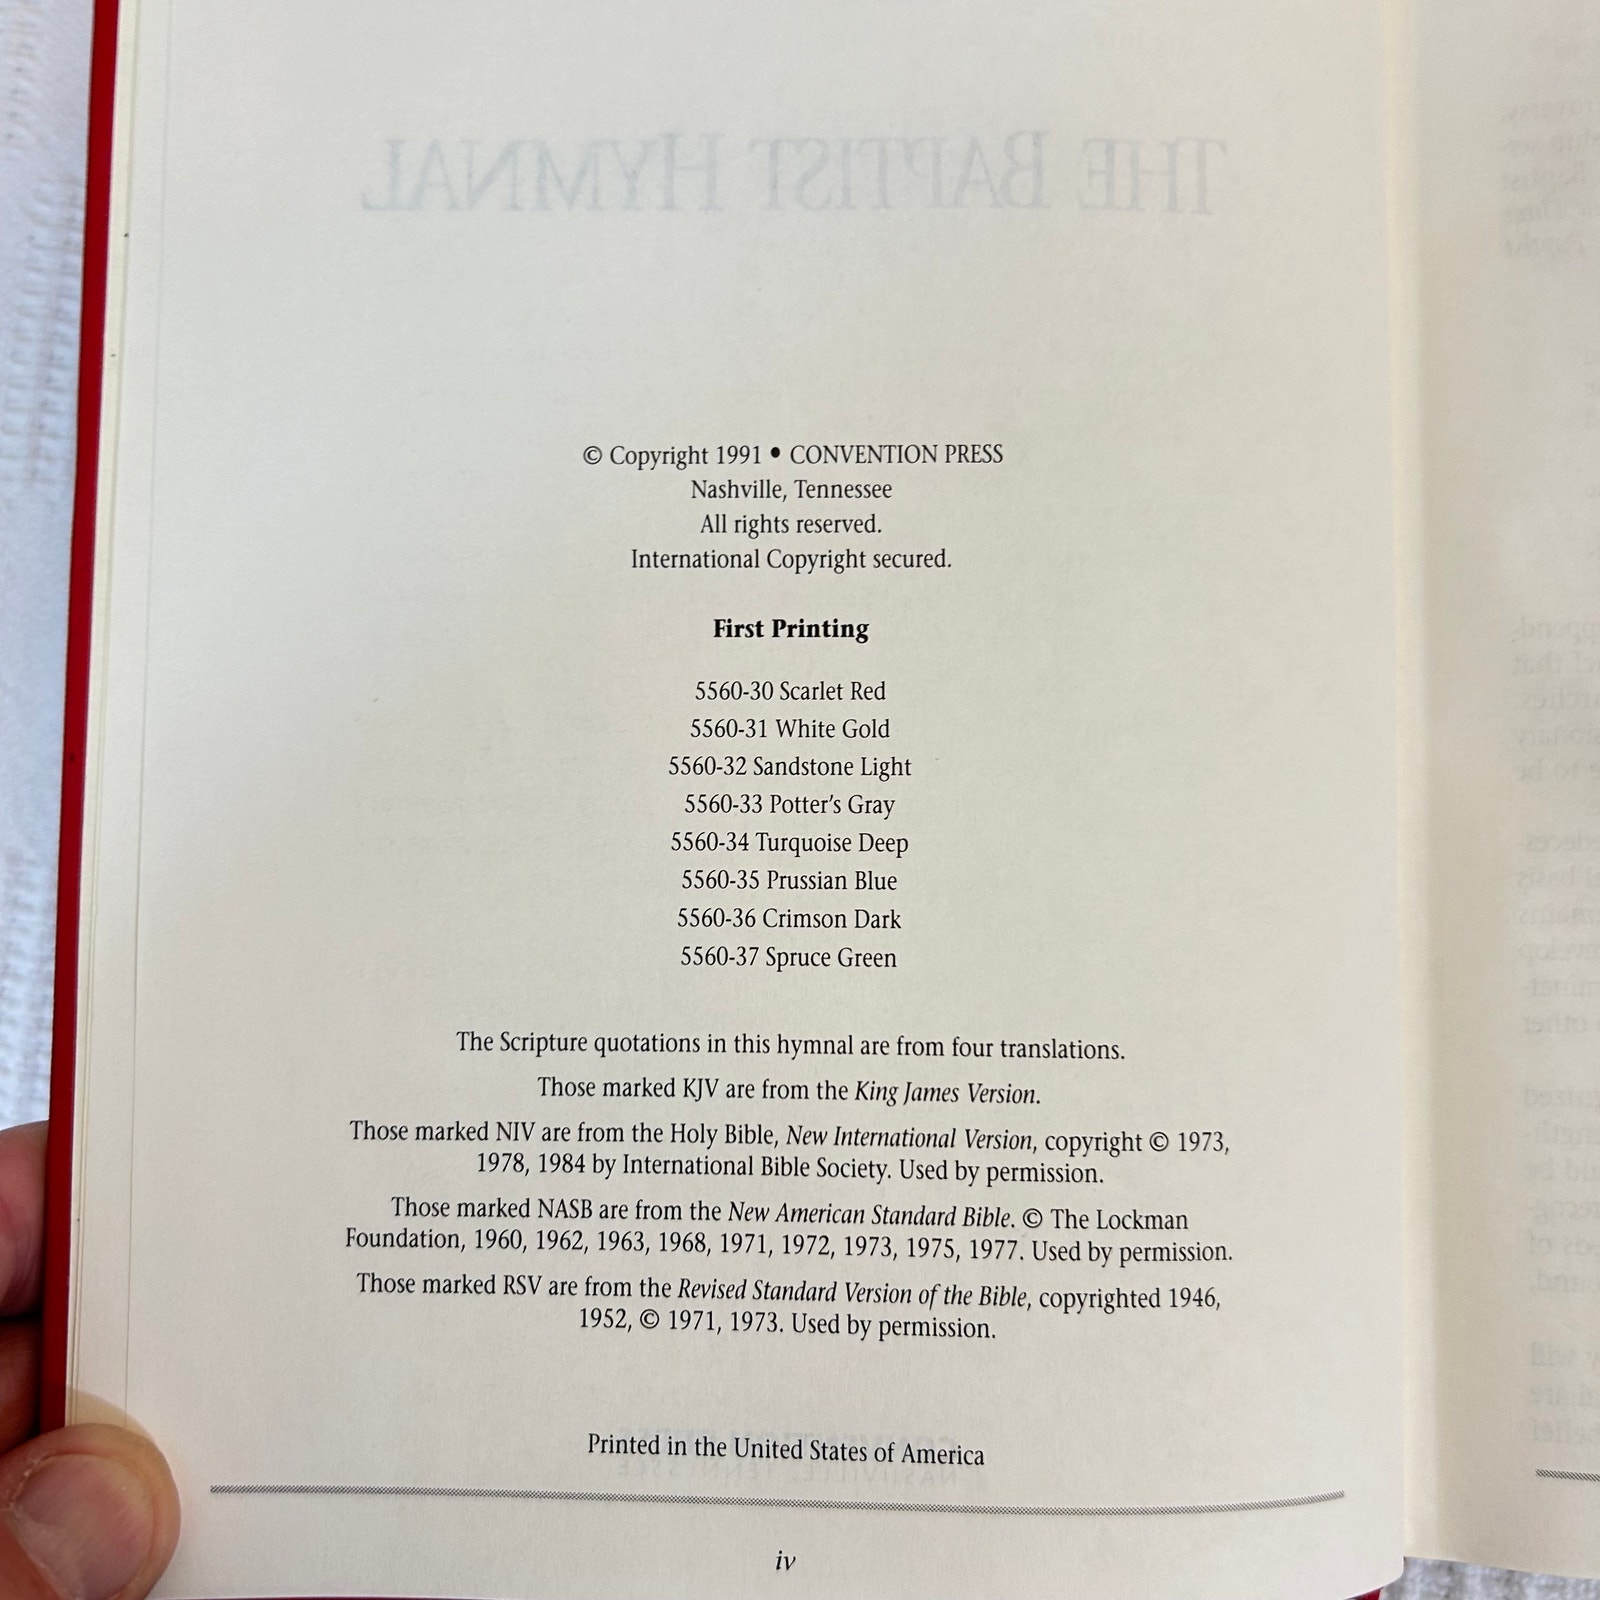 THE BAPTIST HYMNAL
© Copyright 1991 • CONVENTION PRESS
Nashville, Tennessee
All rights reserved.
International Copyright secured.
First Printing
5560-30 Scarlet Red
5560-31 White Gold
5560-32 Sandstone Light
5560-33 Potter's Gray
5560-34 Turquoise Deep
5560-35 Prussian Blue
5560-36 Crimson Dark
5560-37 Spruce Green
The Scripture quotations in this hymnal are from four translations.
Those marked KJV are from the King James Version.
Those marked NIV are from the Holy Bible, New International Version, copyright © 1973,
1978, 1984 by International Bible Society. Used by permission.
Those marked NASB are from the New American Standard Bible. © The Lockman
Foundation, 1960, 1962, 1963, 1968, 1971, 1972, 1973, 1975, 1977. Used by permission.
Those marked RSV are from the Revised Standard Version of the Bible, copyrighted 1946,
1952, © 1971, 1973. Used by permission.
Printed in the United States of America
iv